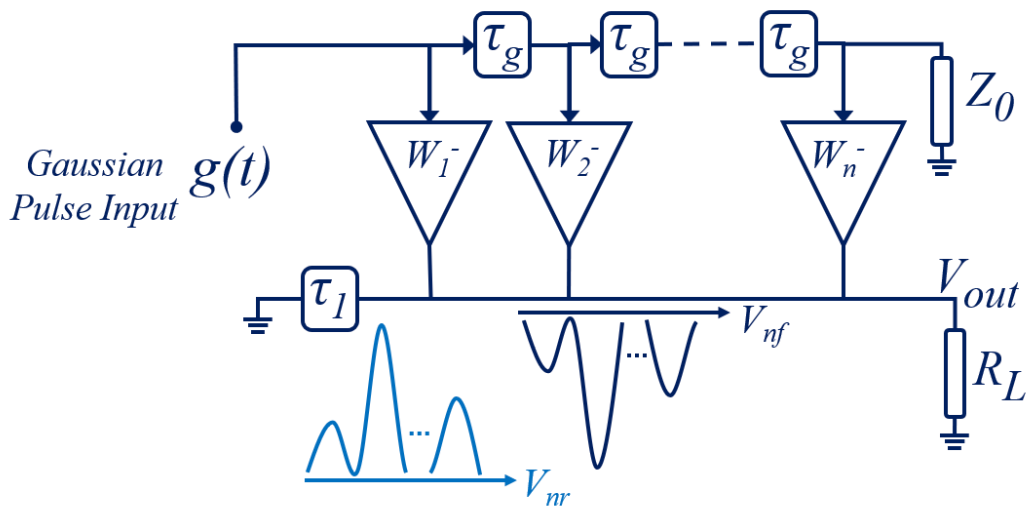 τg τg τg
Z0
W1- W2- Wn-
Gaussian
Pulse Input g(t)
τ1
Vout
Vnf
...
RL
...
Vnr